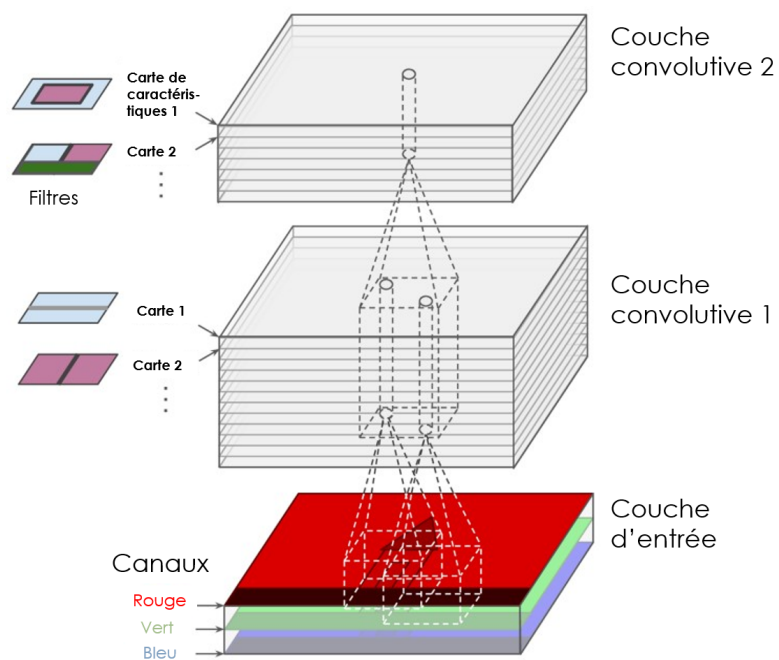 Couche
convolutive 2
Carte de
caractéris-
tiques 1
Carte 2
Filtres
Couche
convolutive 1
Carte 1
Carte 2
Couche
d'entrée
Canaux
Rouge
Vert
Bleu